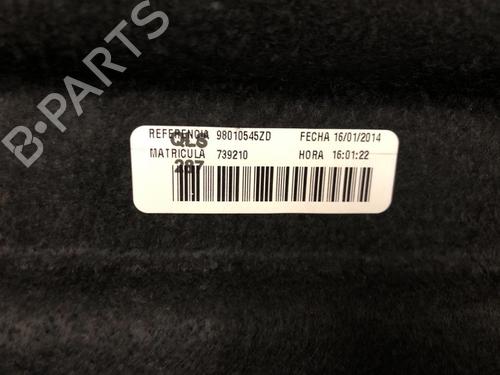 REFERENCIA 98010545ZD FECHA 16/01/2014
QLS
MATRICULA 739210 HORA 16:01:22
287
B-PARTS